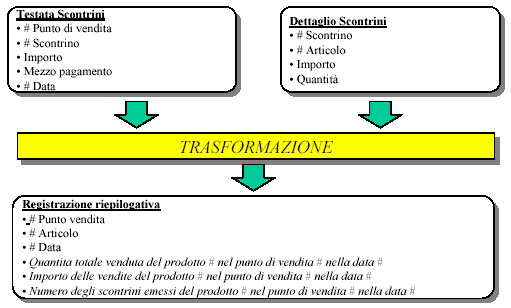 Testata Scontrini
• # Punto di vendita
• # Scontrino
• Importo
• Mezzo pagamento
• # Data
Dettaglio Scontrini
• # Scontrino
• # Articolo
• Importo
• Quantità
TRASFORMAZIONE
Registrazione riepilogativa
• # Punto vendita
• # Articolo
• # Data
• Quantita totale venduta del prodotto # nel punto di vendita # nella data #
• Importo delle vendite del prodotto # nel punto di vendita # nella data #
• Numero degli scontrini emessi del prodotto # nel punto di vendita # nella data #